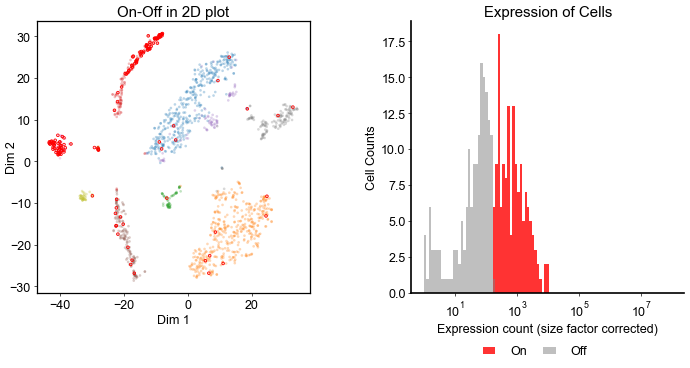 On-Off in 2D plot
Expression of Cells
30
20
10
0
−10
−20
−30
Dim 2
−40
−20
0
20
Dim 1
17.5
15.0
12.5
10.0
7.5
5.0
2.5
0.0
Cell Counts
10^1
10^3
10^5
10^7
Expression count (size factor corrected)
On
Off